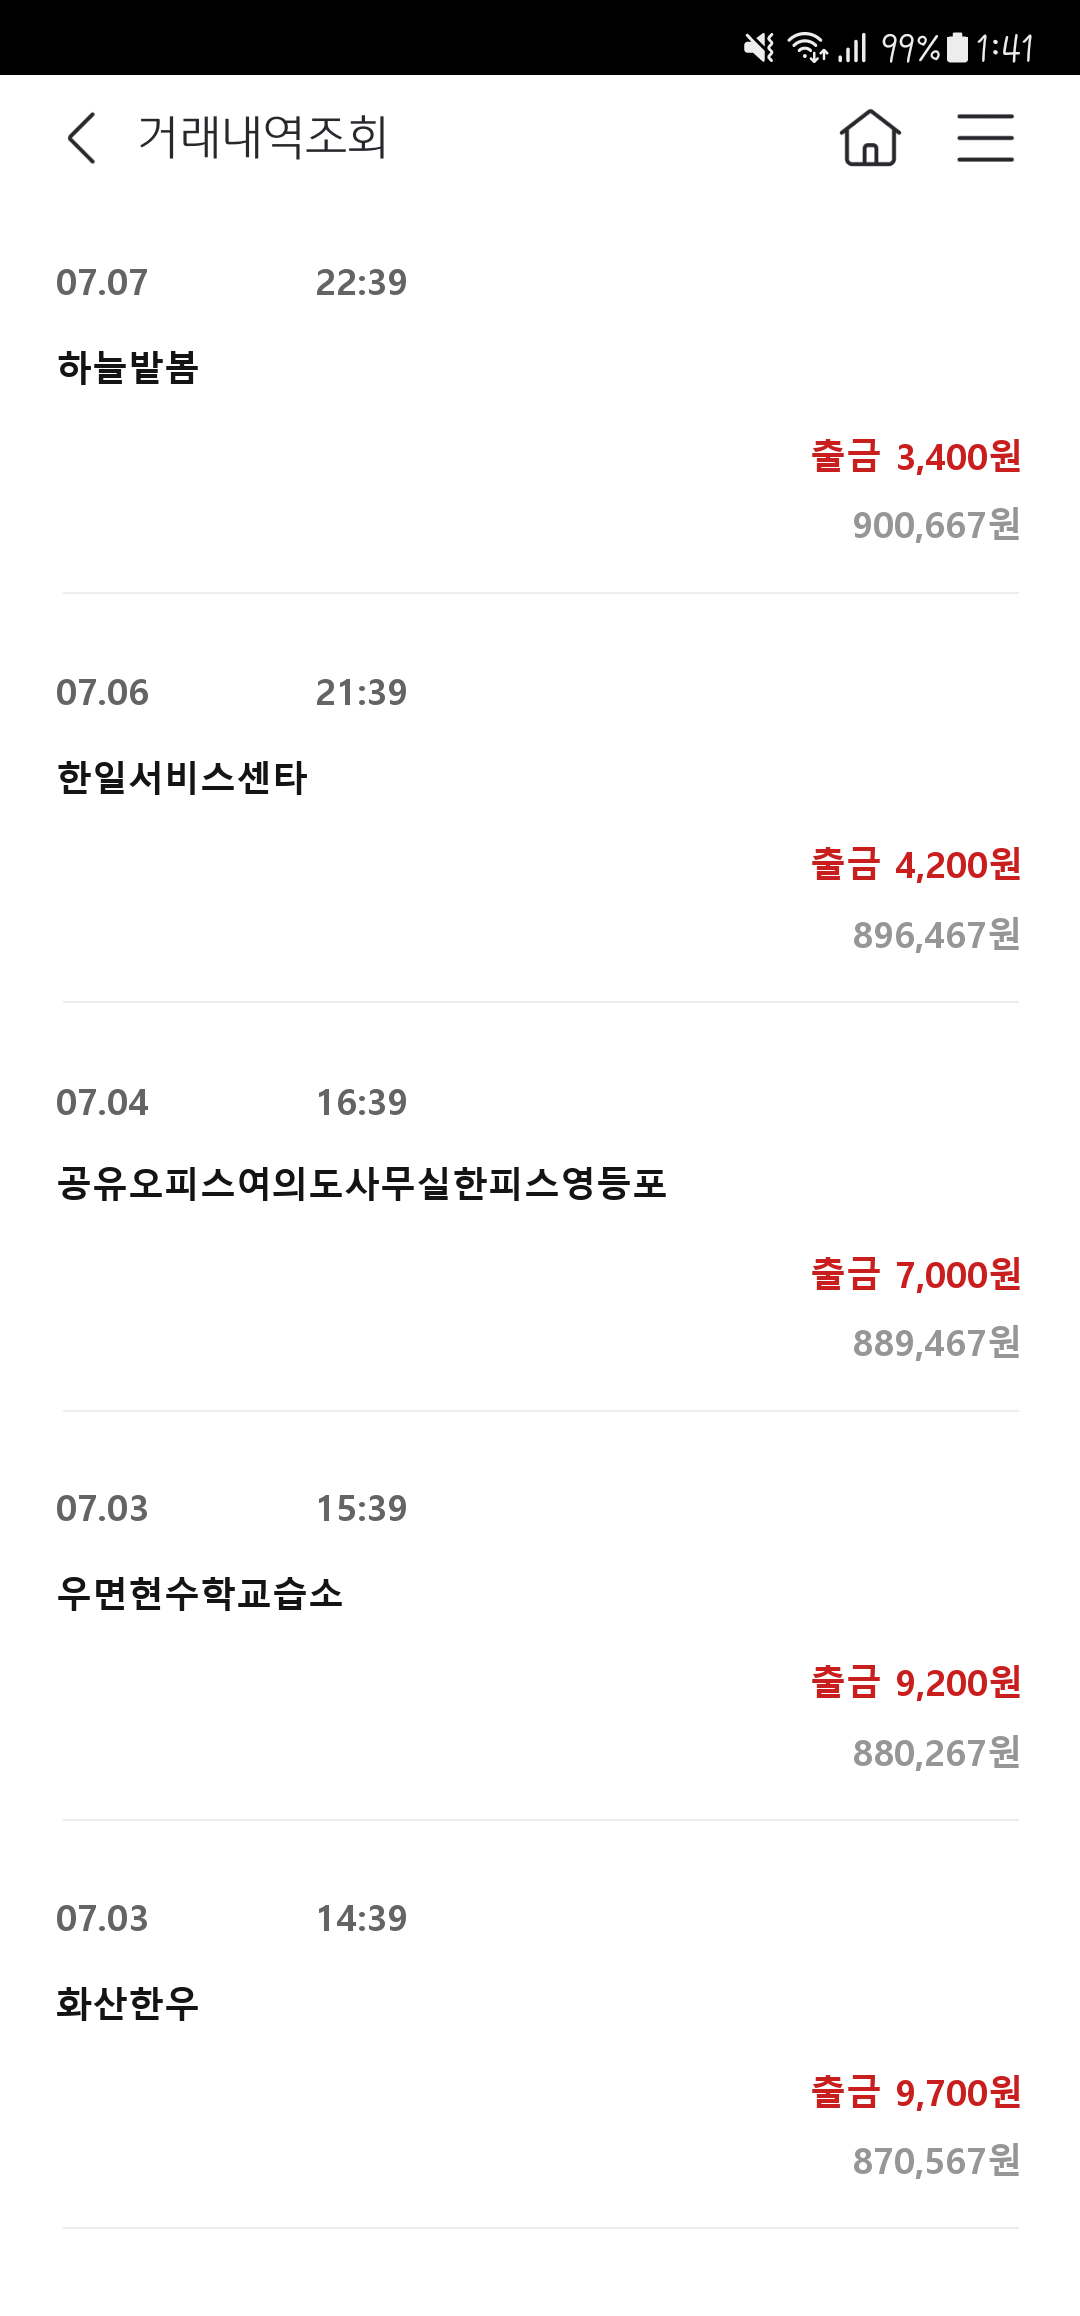 99% 1:41
거래내역조회
07.07 22:39
하늘밭봄
출금 3,400원
900,667원
07.06 21:39
한일서비스센타
출금 4,200원
896,467원
07.04 16:39
공유오피스여의도사무실한피스영등포
출금 7,000원
889,467원
07.03 15:39
우면현수학교습소
출금 9,200원
880,267원
07.03 14:39
화산한우
출금 9,700원
870,567원